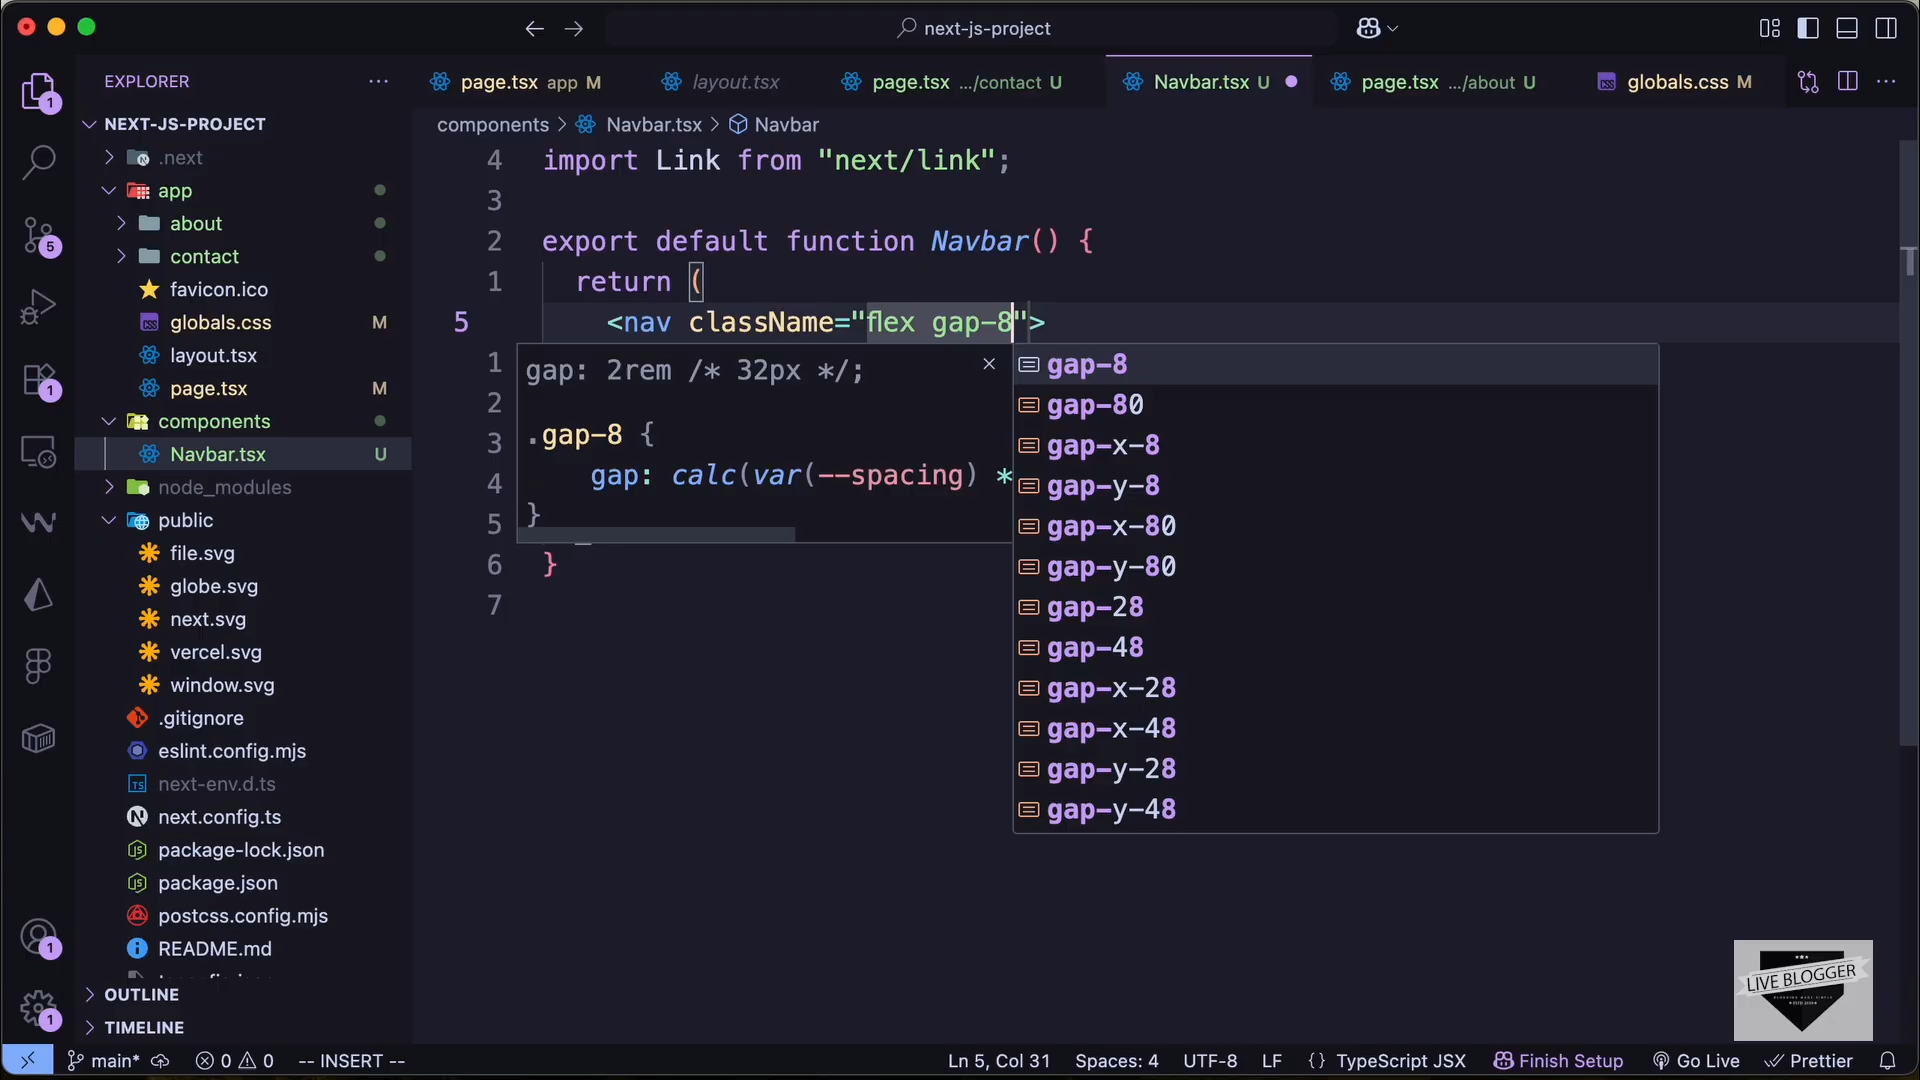 next-js-project
EXPLORER
page.tsx app M
layout.tsx
page.tsx .../contact U
Navbar.tsx U
page.tsx .../about U
globals.css M
NEXT-JS-PROJECT
components > Navbar.tsx > Navbar
.next
app
about
contact
favicon.ico
globals.css M
layout.tsx
page.tsx M
components
Navbar.tsx U
node_modules
public
file.svg
globe.svg
next.svg
vercel.svg
window.svg
.gitignore
eslint.config.mjs
next-env.d.ts
next.config.ts
package-lock.json
package.json
postcss.config.mjs
README.md
OUTLINE
TIMELINE
1
5
1
1
1
4 import Link from "next/link";
3
2 export default function Navbar() {
1 return (
5 <nav className="flex gap-8">
1
2
3
4
5
6 }
7
gap: 2rem /* 32px */;
.gap-8 {
gap: calc(var(--spacing) *
}
gap-8
gap-80
gap-x-8
gap-y-8
gap-x-80
gap-y-80
gap-28
gap-48
gap-x-28
gap-x-48
gap-y-28
gap-y-48
LIVE BLOGGER
main* 0 0 -- INSERT -- Ln 5, Col 31 Spaces: 4 UTF-8 LF {} TypeScript JSX Finish Setup Go Live Prettier